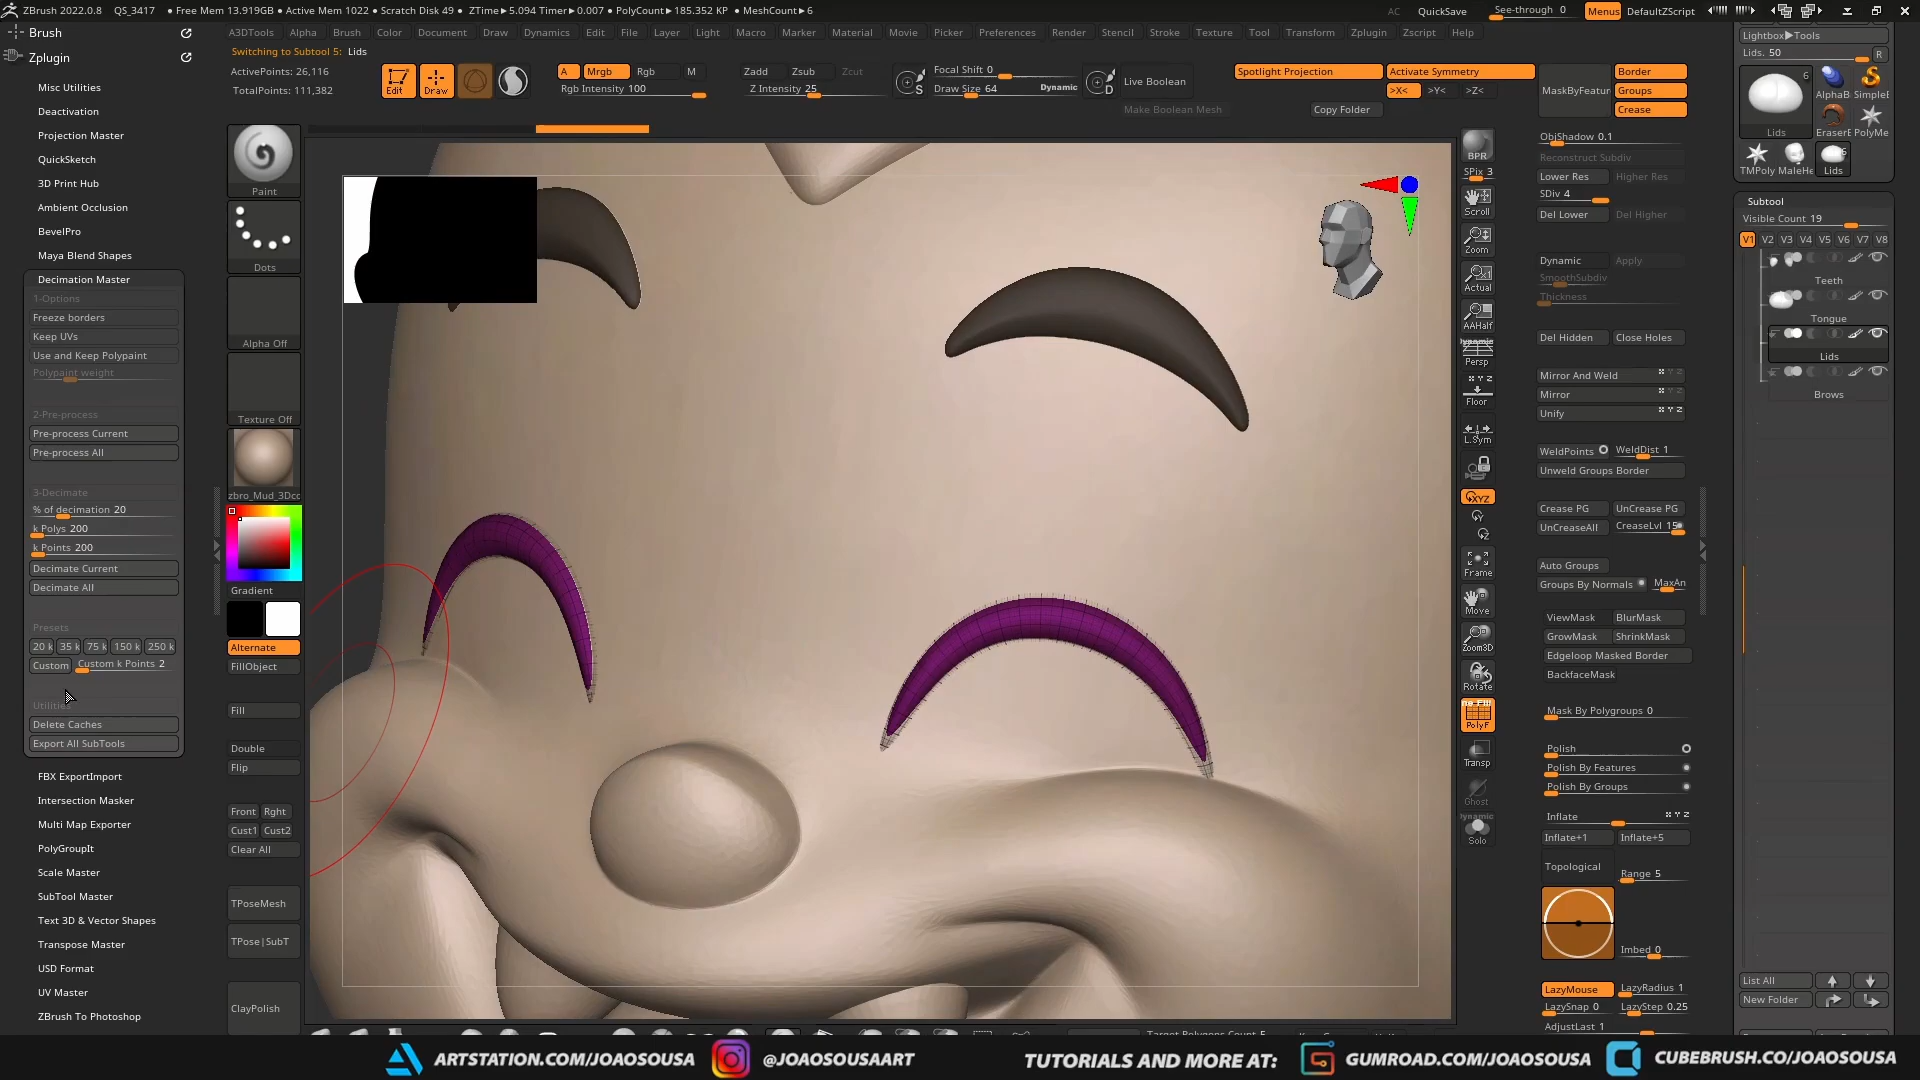 ZBrush 2022.0.8 QS_3417 • Free Mem 13.919GB • Active Mem 1022 • Scratch Disk 49 • ZTime▸5.094 Timer▸0.007 • PolyCount▸185.352 KP • MeshCount▸6
AC QuickSave See-through 0 Menus DefaultZScript
Brush
Zplugin
A3DTools Alpha Brush Color Document Draw Dynamics Edit File Layer Light Macro Marker Material Movie Picker Preferences Render Stencil Stroke Texture Tool Transform Zplugin Zscript Help
Switching to Subtool 5: Lids
ActivePoints: 26,116
TotalPoints: 111,382
Edit Draw
A Mrgb Rgb M
Rgb Intensity 100
Zadd Zsub Zcut
Z Intensity 25
Focal Shift 0
Draw Size 64 Dynamic
Live Boolean
Make Boolean Mesh
Spotlight Projection
Copy Folder
Activate Symmetry
>X< >Y< >Z<
MaskByFeatur
Border
Groups
Crease
Misc Utilities
Deactivation
Projection Master
QuickSketch
3D Print Hub
Ambient Occlusion
BevelPro
Maya Blend Shapes
Decimation Master
1-Options
Freeze borders
Keep UVs
Use and Keep Polypaint
Polypaint weight
2-Pre-process
Pre-process Current
Pre-process All
3-Decimate
% of decimation 20
k Polys 200
k Points 200
Decimate Current
Decimate All
Presets
20 k 35 k 75 k 150 k 250 k
Custom Custom k Points 2
Utilities
Delete Caches
Export All SubTools
FBX ExportImport
Intersection Masker
Multi Map Exporter
PolyGroupIt
Scale Master
SubTool Master
Text 3D & Vector Shapes
Transpose Master
USD Format
UV Master
ZBrush To Photoshop
Paint
Dots
Alpha Off
Texture Off
zbro_Mud_3Dcc
Gradient
Alternate
FillObject
Fill
Double
Flip
Front Rght
Cust1 Cust2
Clear All
TPoseMesh
TPose|SubT
ClayPolish
BPR
SPix 3
Scroll
Zoom
Actual
AAHalf
Dynamic
Persp
Floor
L.Sym
XYZ
Frame
Move
Zoom3D
Rotate
PolyF
Transp
Ghost
Dynamic
Solo
ObjShadow 0.1
Reconstruct Subdiv
Lower Res Higher Res
SDiv 4
Del Lower Del Higher
Dynamic Apply
SmoothSubdiv
Thickness
Del Hidden Close Holes
Mirror And Weld
Mirror
Unify
WeldPoints WeldDist 1
Unweld Groups Border
Crease PG UnCrease PG
UnCreaseAll CreaseLvl 15
Auto Groups
Groups By Normals MaxAn
ViewMask BlurMask
GrowMask ShrinkMask
Edgeloop Masked Border
BackfaceMask
Mask By Polygroups 0
Polish
Polish By Features
Polish By Groups
Inflate
Inflate+1 Inflate+5
Topological
Range 5
Imbed 0
LazyMouse LazyRadius 1
LazySnap 0 LazyStep 0.25
AdjustLast 1
Lightbox▸Tools
Lids. 50 R
6
Lids
AlphaB SimpleE
EraserE PolyMe
TMPoly MaleHe Lids
Subtool
Visible Count 19
V1 V2 V3 V4 V5 V6 V7 V8
Teeth
Tongue
Lids
Brows
List All
New Folder
Target Polygons Count 5
ARTSTATION.COM/JOAOSOUSA @JOAOSOUSAART TUTORIALS AND MORE AT: GUMROAD.COM/JOAOSOUSA CUBEBRUSH.CO/JOAOSOUSA